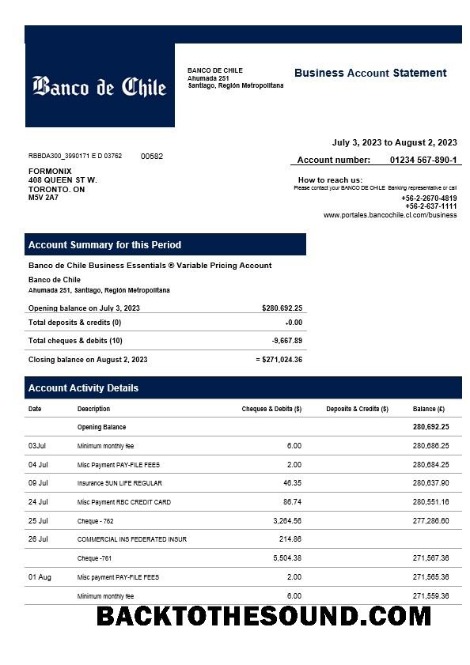 Banco de Chile
BANCO DE CHILE
Ahumada 251
Santiago, Región Metropolitana
Business Account Statement
July 3, 2023 to August 2, 2023
Account number: 01234 567-890-1
RBBDA300_3990171 E D 03762 00582
FORMONIX
408 QUEEN ST W.
TORONTO. ON
M5V 2A7
How to reach us:
Please contact your BANCO DE CHILE Banking representative or call
+56-2-2670-4819
+56-2-637-1111
www.portales.bancochile.cl.com/business
Account Summary for this Period
Banco de Chile Business Essentials ® Variable Pricing Account
Banco de Chile
Ahumada 251, Santiago, Región Metropolitana
Opening balance on July 3, 2023 $280.692.25
Total deposits & credits (0) -0.00
Total cheques & debits (10) -9,667.89
Closing balance on August 2, 2023 = $271,024.36
Account Activity Details
Date Description Cheques & Debits ($) Deposits & Credits ($) Balance (£)
Opening Balance 280,692.25
03Jul Minimum monthly fee 6.00 280,686.25
04 Jul Misc Payment PAY-FILE FEES 2.00 280,684.25
09 Jul Insurance SUN LIFE REGULAR 46.35 280,637.90
24 Jul Misc Payment RBC CREDIT CARD 86,74 280,551.16
25 Jul Cheque - 762 3,264,56 277,286.60
26 Jul COMMERCIAL INS FEDERATED INSUR 214.86
Cheque -761 5,504.38 271,567,36
01 Aug Misc payment PAY-FILE FEES 2.00 271,565,36
Minimum monthly fee 6.00 271,559.36
BACKTOTHESOUND.COM